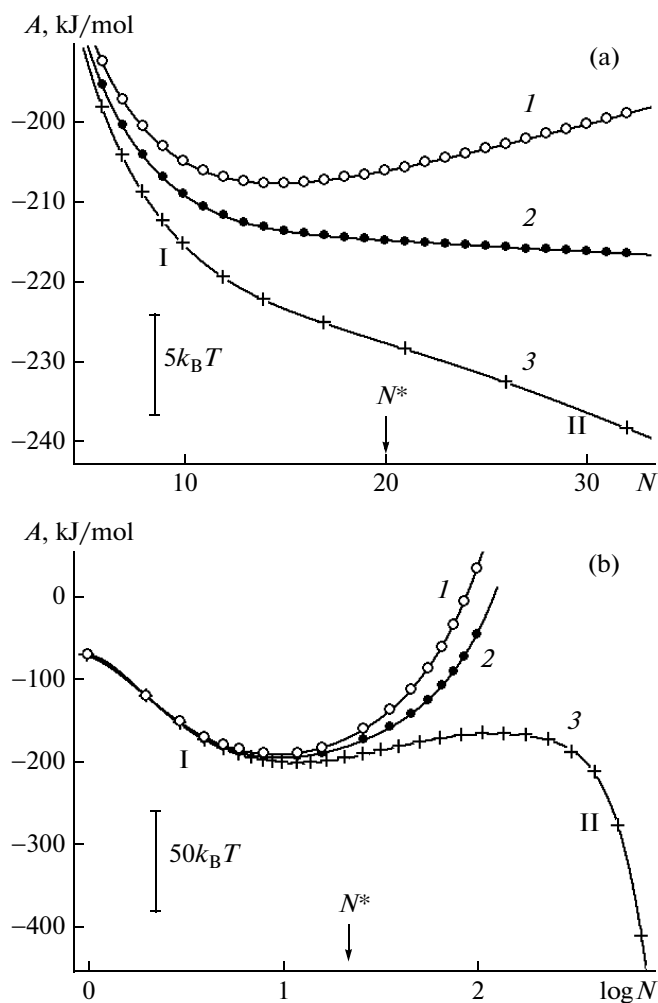 A, kJ/mol
(a)
1
−200
2
−210
I
−220
5kBT
3
N*
−230
II
−240
10 20 30 N
A, kJ/mol
(b)
0
1
2
−100
3
I
−200
II
−300
50kBT
N*
−400
0 1 2 log N